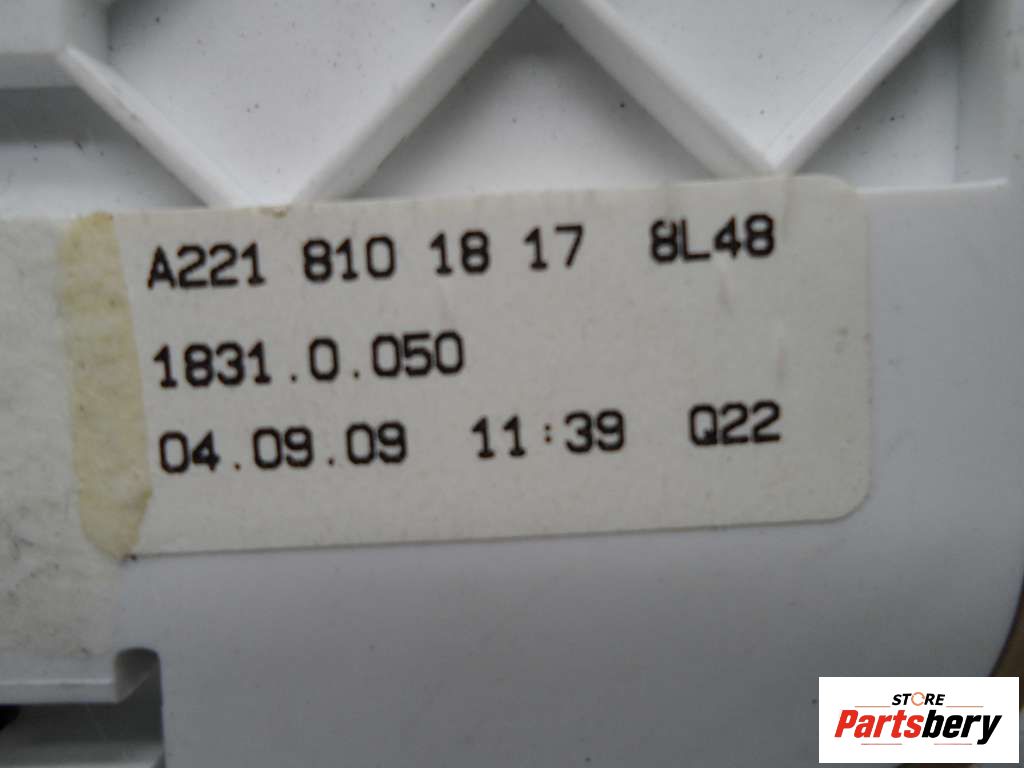 A221 810 18 17 8L48
1831.0.050
04.09.09 11:39 Q22
STORE
Partsbery